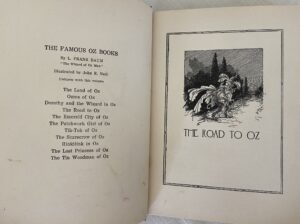 THE FAMOUS OZ BOOKS
By L. FRANK BAUM
"The Wizard of Oz Man"
Illustrated by John R. Neill
Uniform with this volume
The Land of Oz
Ozma of Oz
Dorothy and the Wizard in Oz
The Road to Oz
The Emerald City of Oz
The Patchwork Girl of Oz
Tik-Tok of Oz
The Scarecrow of Oz
Rinkitink in Oz
The Lost Princess of Oz
The Tin Woodman of Oz
THE ROAD TO OZ